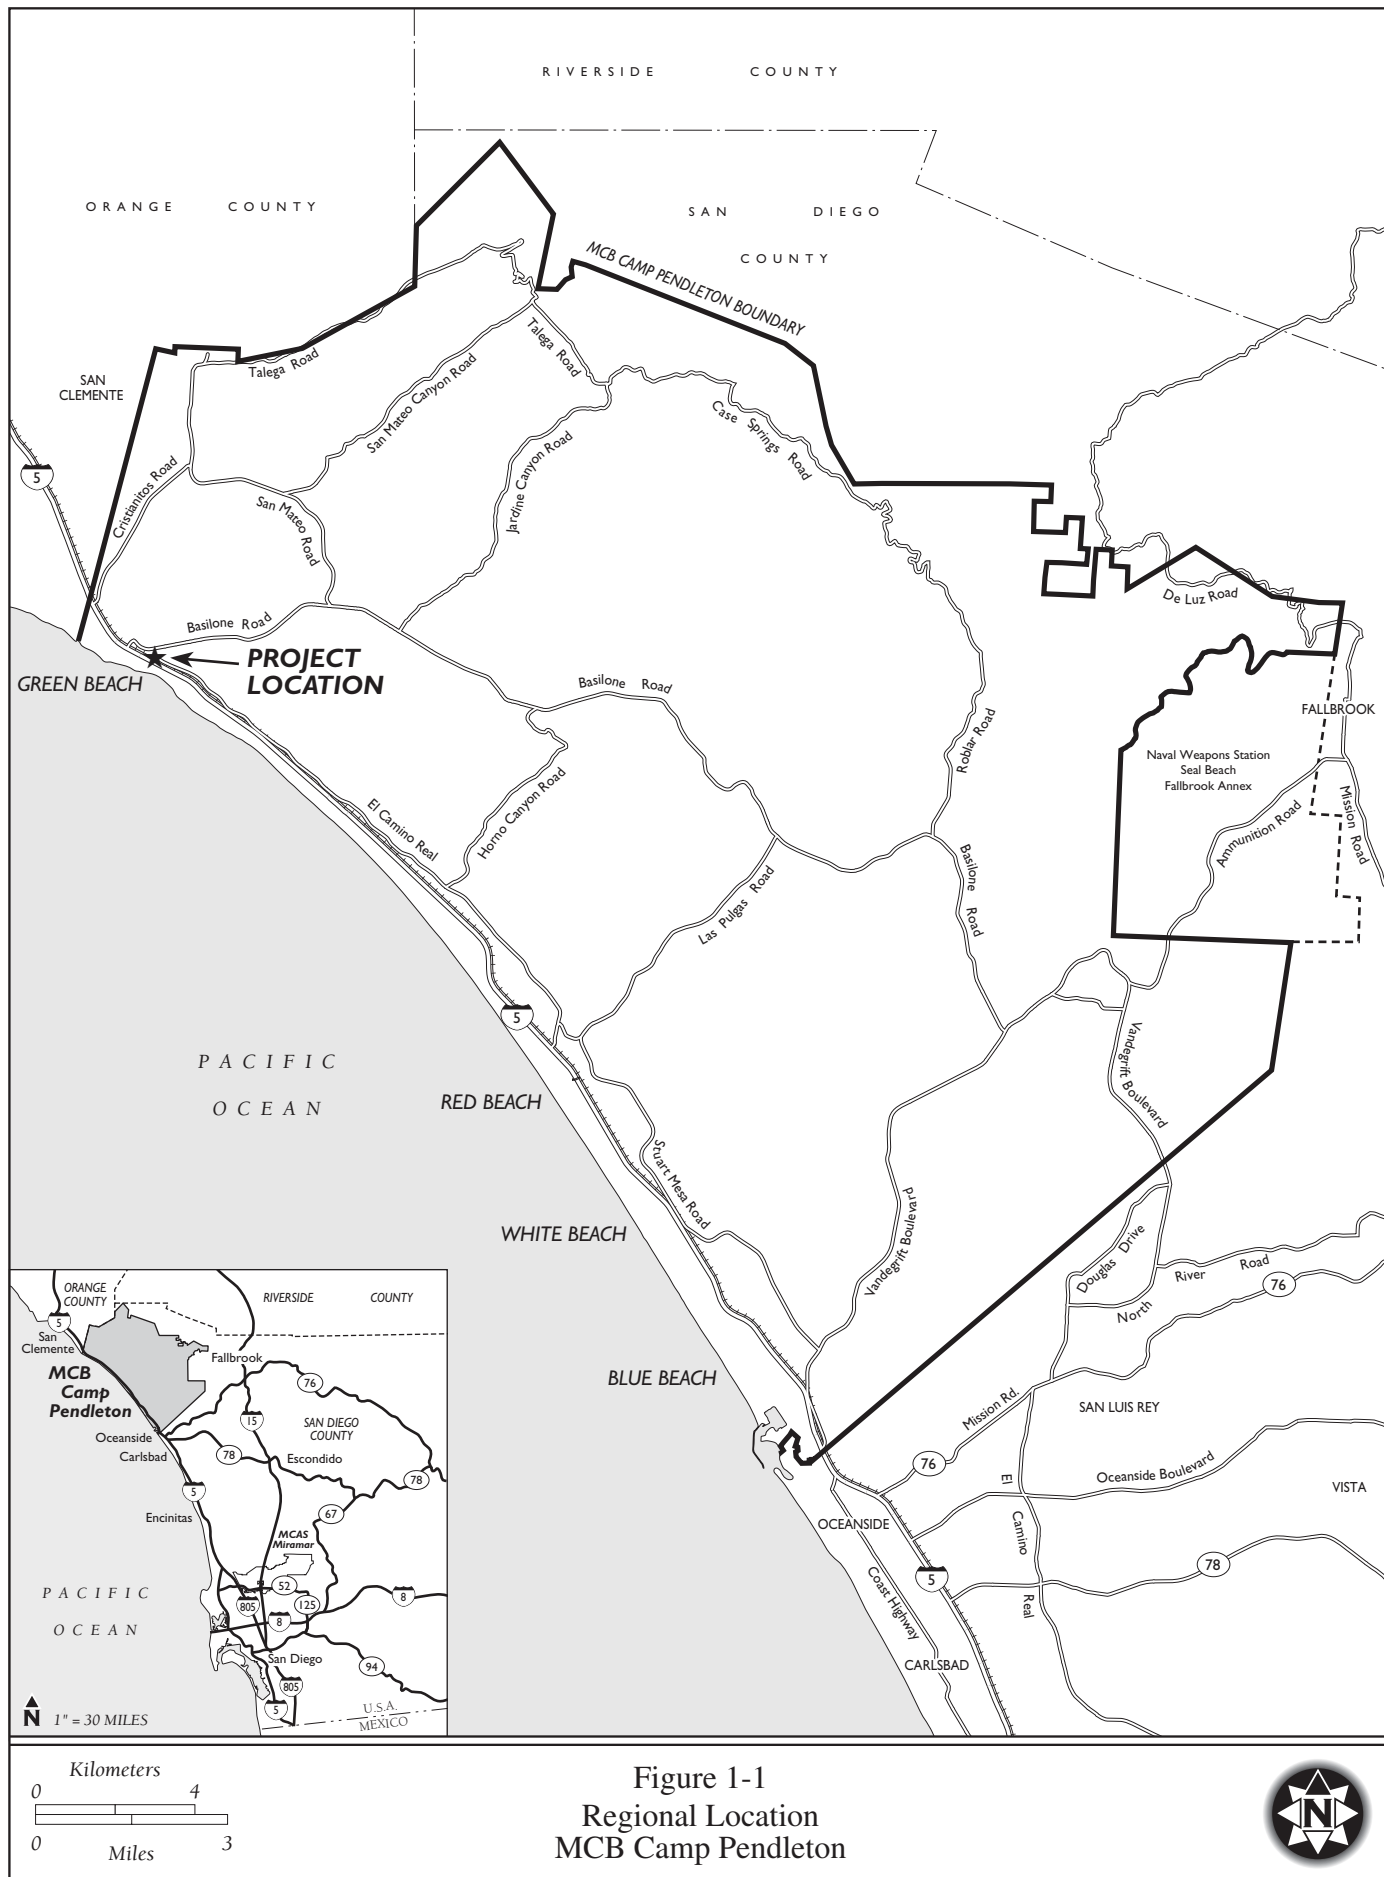 RIVERSIDE COUNTY
ORANGE COUNTY
SAN DIEGO
COUNTY
MCB CAMP PENDLETON BOUNDARY
SAN
CLEMENTE
Talega Road
San Mateo Canyon Road
Talega Road
Case Springs Road
Jardine Canyon Road
5
Cristianitos Road
San Mateo Road
Basilone Road
De Luz Road
PROJECT
LOCATION
GREEN BEACH
Basilone Road
FALLBROOK
Roblar Road
Naval Weapons Station
Seal Beach
Fallbrook Annex
El Camino Real
Horno Canyon Road
Ammunition Road
Mission Road
Las Pulgas Road
Basilone Road
5
PACIFIC
OCEAN
Vandegrift Boulevard
RED BEACH
Stuart Mesa Road
WHITE BEACH
Vandegrift Boulevard
Douglas Drive
North River Road
76
BLUE BEACH
Mission Rd.
SAN LUIS REY
76
El Camino Real
Oceanside Boulevard
VISTA
OCEANSIDE
78
5
Coast Highway
CARLSBAD
ORANGE
COUNTY
RIVERSIDE COUNTY
5
San
Clemente
MCB
Camp
Pendleton
Fallbrook
76
15
SAN DIEGO
COUNTY
Oceanside
Carlsbad
78
Escondido
78
5
Encinitas
67
MCAS
Miramar
52
PACIFIC
OCEAN
805
125
8
8
San Diego
94
805
5
U.S.A.
MEXICO
N 1" = 30 MILES
Kilometers
0 4
0 3
Miles
Figure 1-1
Regional Location
MCB Camp Pendleton
N